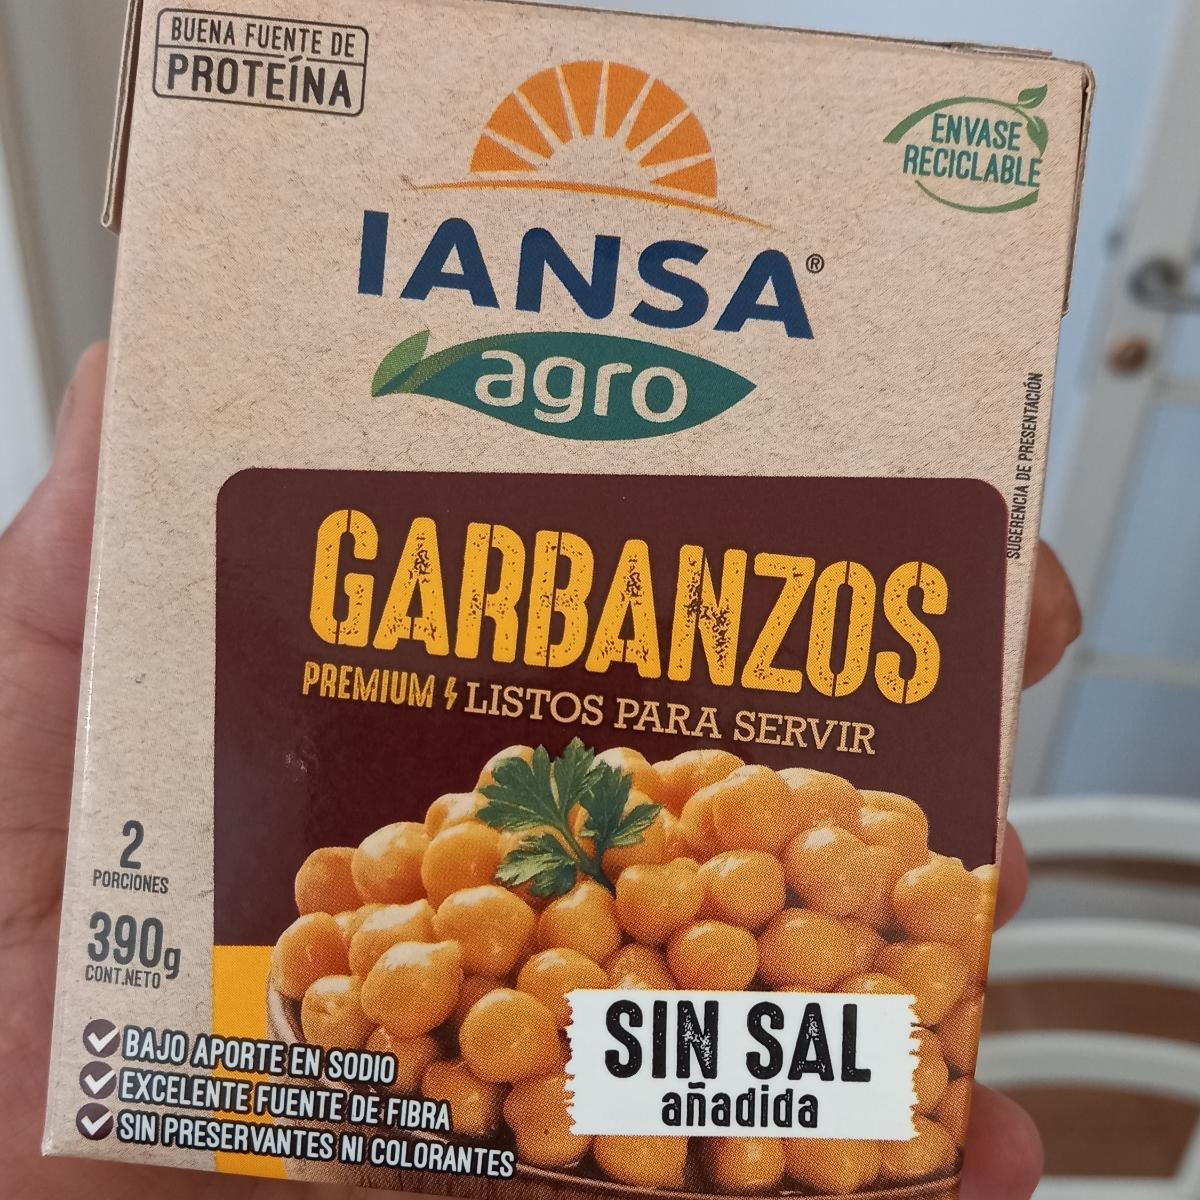 BUENA FUENTE DE
PROTEÍNA
ENVASE
RECICLABLE
IANSA®
agro
SUGERENCIA DE PRESENTACIÓN
GARBANZOS
PREMIUM LISTOS PARA SERVIR
2
PORCIONES
390g
CONT.NETO
BAJO APORTE EN SODIO
EXCELENTE FUENTE DE FIBRA
SIN PRESERVANTES NI COLORANTES
SIN SAL
añadida